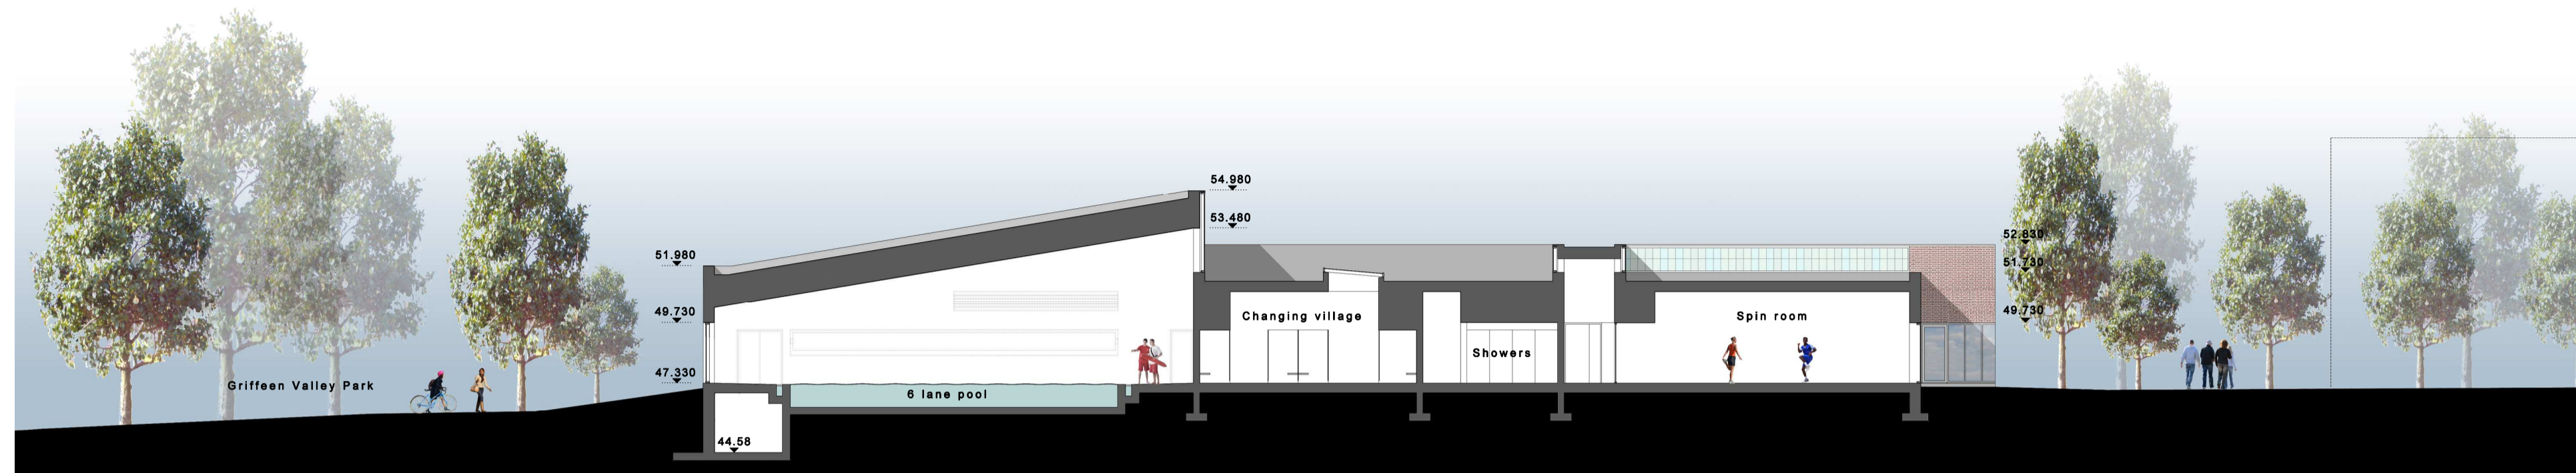 54.980
53.480
51.980
49.730
47.330
44.58
Griffeen Valley Park
6 lane pool
Changing village
Showers
Spin room
52.830
51.730
49.730